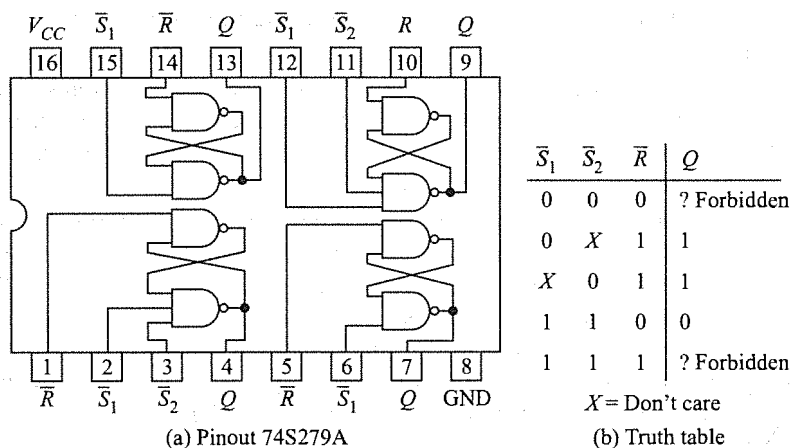 V_CC S̅₁ R̅ Q S̅₁ S̅₂ R Q
16 15 14 13 12 11 10 9
1 2 3 4 5 6 7 8
R̅ S̅₁ S̅₂ Q R̅ S̅₁ Q GND
(a) Pinout 74S279A
S̅₁ S̅₂ R̅ Q
0 0 0 ? Forbidden
0 X 1 1
X 0 1 1
1 1 0 0
1 1 1 ? Forbidden
X = Don't care
(b) Truth table